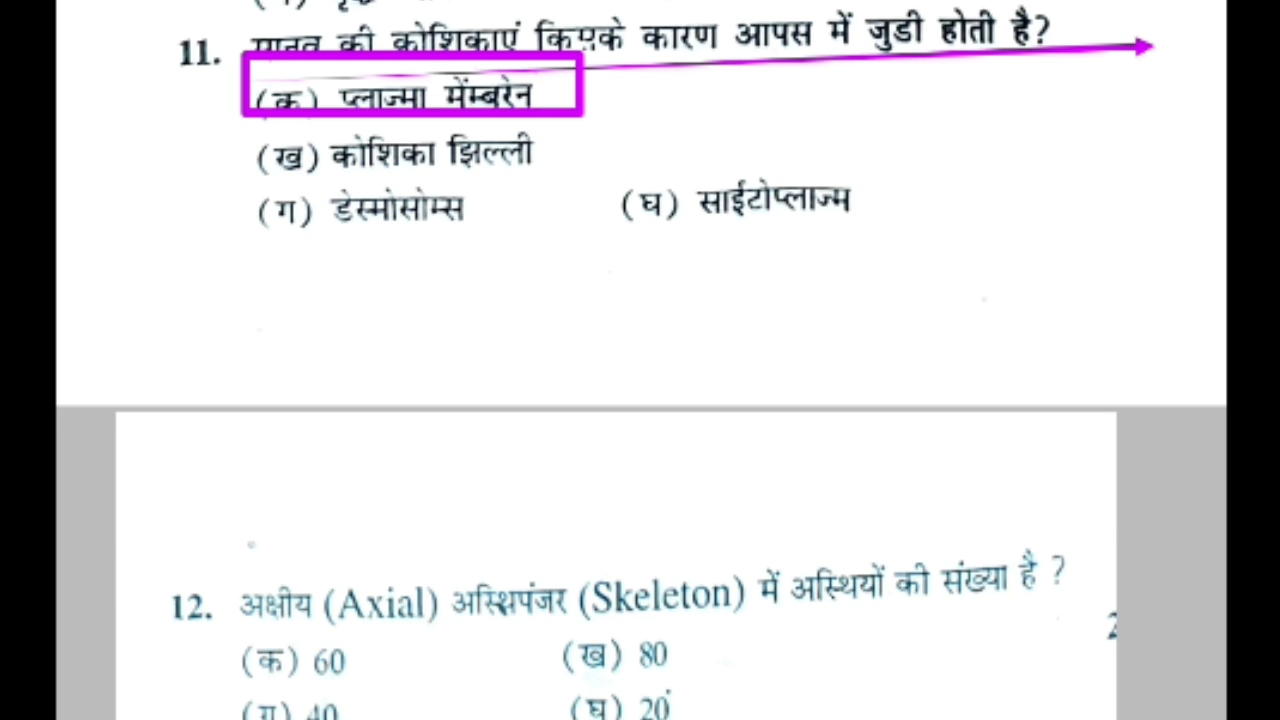 11. मानव की कोशिकाएं किसके कारण आपस में जुडी होती है?
(क) प्लाज्मा मेंम्बरेन
(ख) कोशिका झिल्ली
(ग) डेस्मोसोम्स (घ) साईटोप्लाज्म
12. अक्षीय (Axial) अस्थिपंजर (Skeleton) में अस्थियों की संख्या है ?
(क) 60 (ख) 80
(ग) 40 (घ) 20